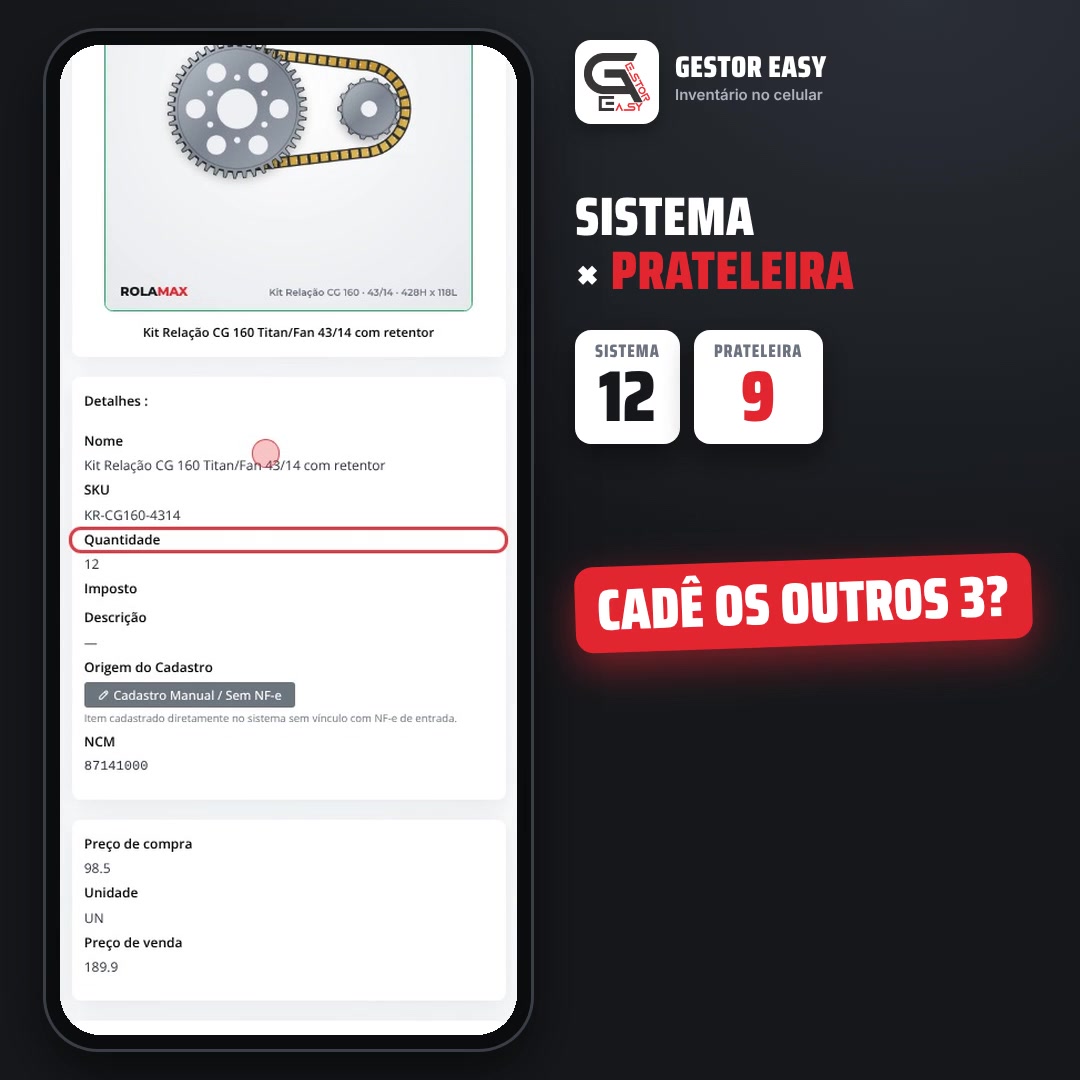 ROLAMAX
Kit Relação CG 160 · 43/14 · 428H x 118L
Kit Relação CG 160 Titan/Fan 43/14 com retentor
Detalhes :
Nome
Kit Relação CG 160 Titan/Fan 43/14 com retentor
SKU
KR-CG160-4314
Quantidade
12
Imposto
Descrição
—
Origem do Cadastro
Cadastro Manual / Sem NF-e
Item cadastrado diretamente no sistema sem vínculo com NF-e de entrada.
NCM
87141000
Preço de compra
98.5
Unidade
UN
Preço de venda
189.9
GESTOR EASY
GESTOR EASY
Inventário no celular
SISTEMA
× PRATELEIRA
SISTEMA
12
PRATELEIRA
9
CADÊ OS OUTROS 3?